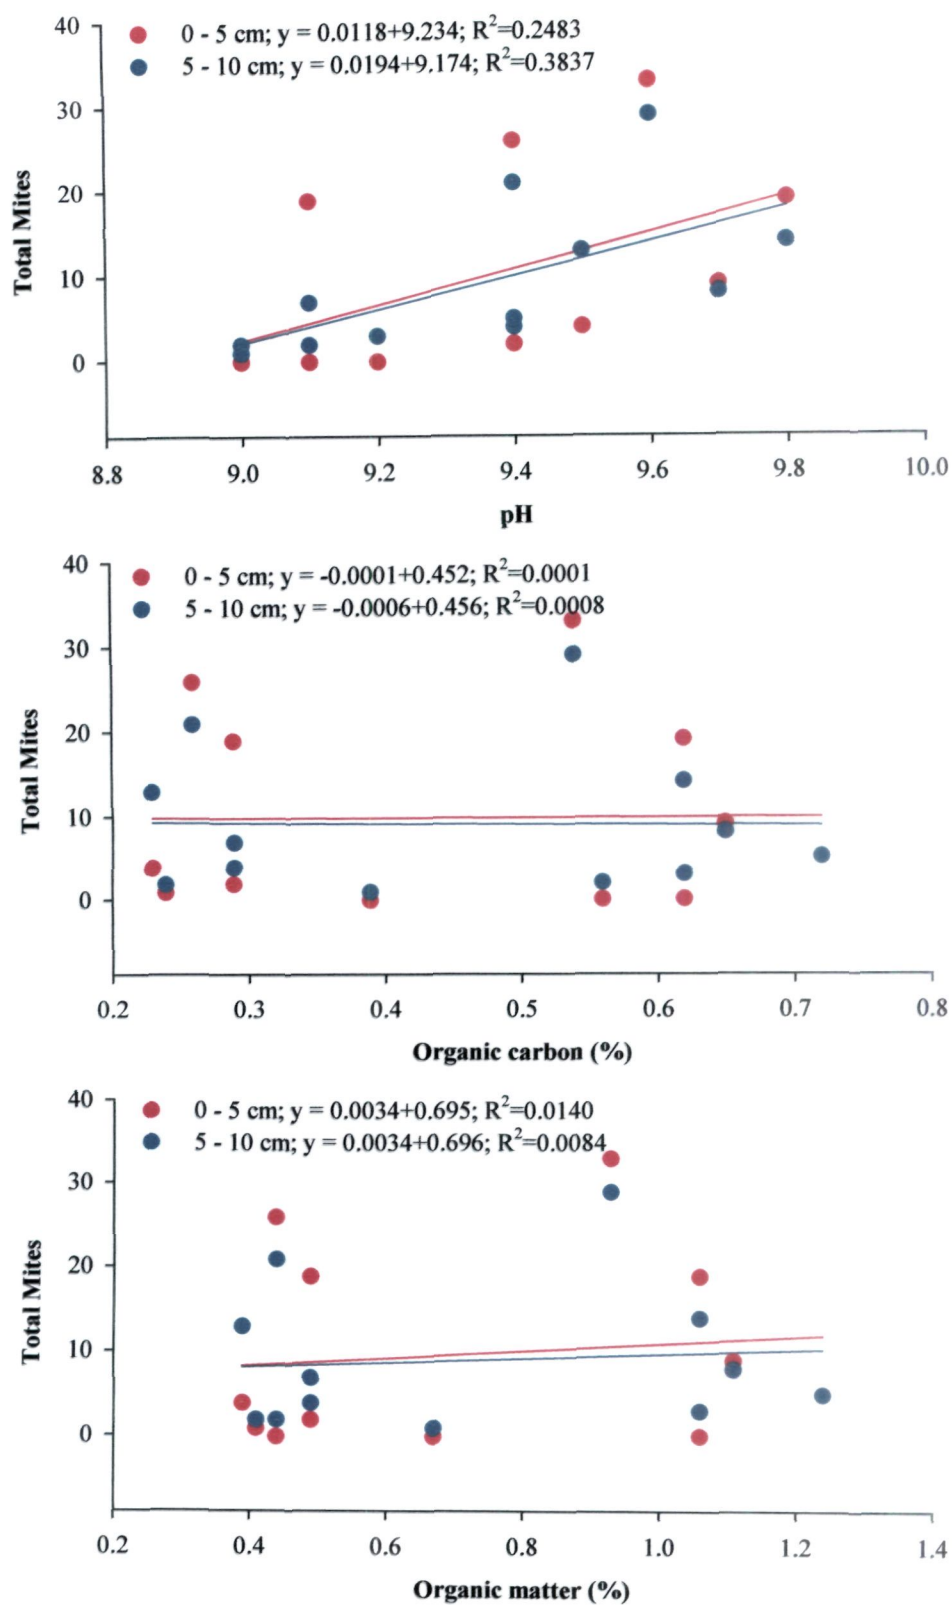 40
0 - 5 cm; y = 0.0118+9.234; R²=0.2483
5 - 10 cm; y = 0.0194+9.174; R²=0.3837
30
20
10
0
Total Mites
8.8 9.0 9.2 9.4 9.6 9.8 10.0
pH
40
0 - 5 cm; y = -0.0001+0.452; R²=0.0001
5 - 10 cm; y = -0.0006+0.456; R²=0.0008
30
20
10
0
Total Mites
0.2 0.3 0.4 0.5 0.6 0.7 0.8
Organic carbon (%)
40
0 - 5 cm; y = 0.0034+0.695; R²=0.0140
5 - 10 cm; y = 0.0034+0.696; R²=0.0084
30
20
10
0
Total Mites
0.2 0.4 0.6 0.8 1.0 1.2 1.4
Organic matter (%)